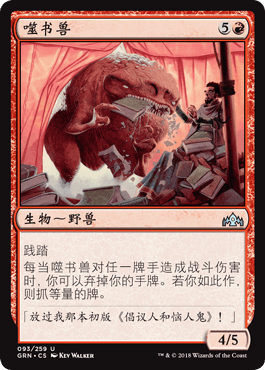 噬书兽 5
生物～野兽
践踏
每当噬书兽对任一牌手造成战斗伤害
时，你可以弃掉你的手牌。若你如此作，
则抓等量的牌。
「放过我那本初版《倡议人和恼人鬼》！」
4/5
093/259 U
GRN • CS KEY WALKER
™ & © 2018 Wizards of the Coast